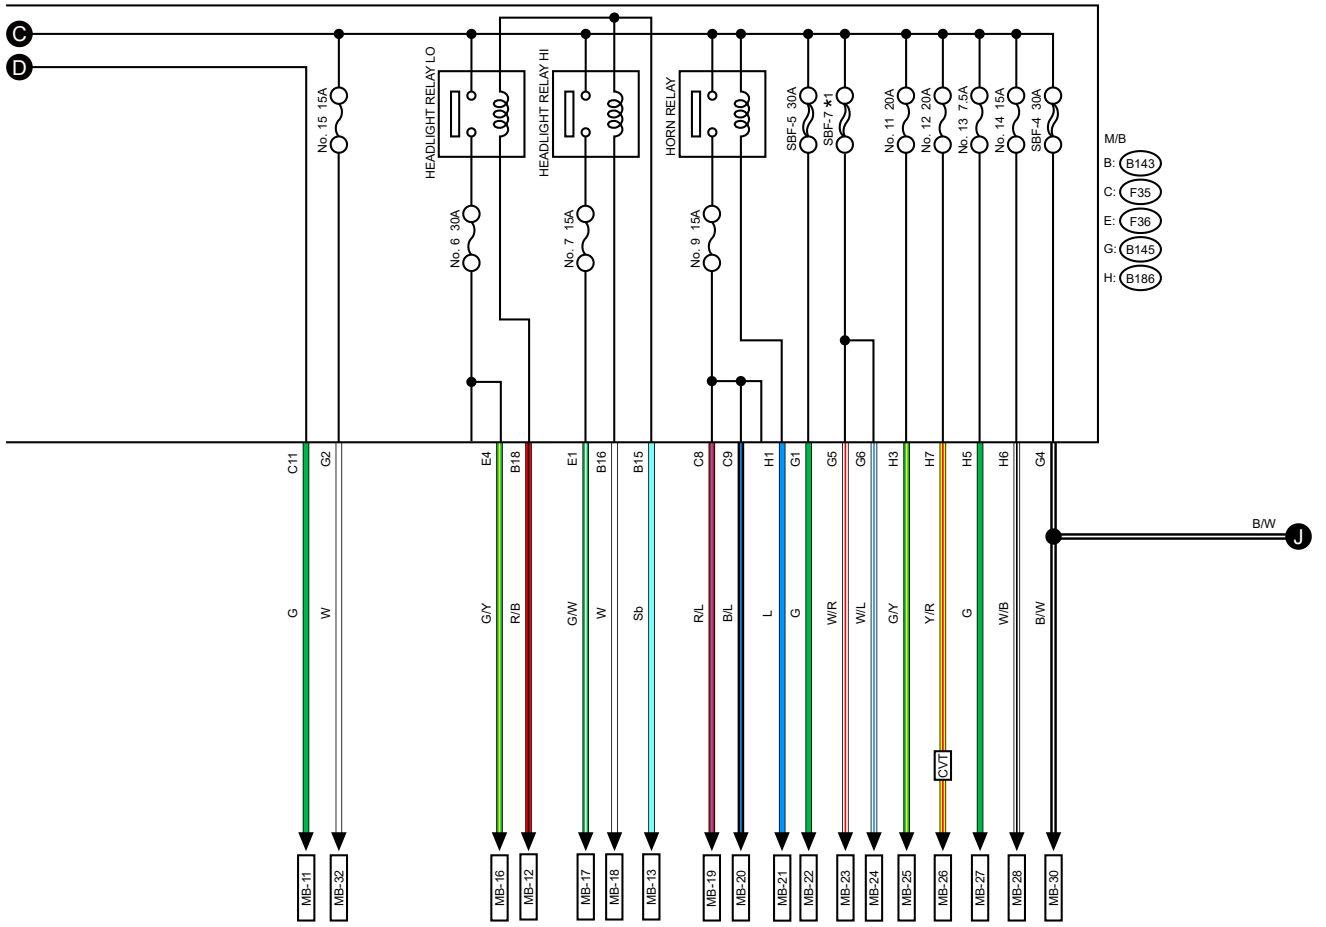 C
D
No. 15 15A
HEADLIGHT RELAY LO
HEADLIGHT RELAY HI
HORN RELAY
SBF-5 30A
SBF-7 *1
No. 11 20A
No. 12 20A
No. 13 7.5A
No. 14 15A
SBF-4 30A
M/B
B: B143
C: F35
E: F36
G: B145
H: B186
No. 6 30A
No. 7 15A
No. 9 15A
C11
G2
E4
B18
E1
B16
B15
C8
C9
H1
G1
G5
G6
H3
H7
H5
H6
G4
B/W
J
G
W
G/Y
R/B
G/W
W
Sb
R/L
B/L
L
G
W/R
W/L
G/Y
Y/R
G
W/B
B/W
CVT
MB-11
MB-32
MB-16
MB-12
MB-17
MB-18
MB-13
MB-19
MB-20
MB-21
MB-22
MB-23
MB-24
MB-25
MB-26
MB-27
MB-28
MB-30